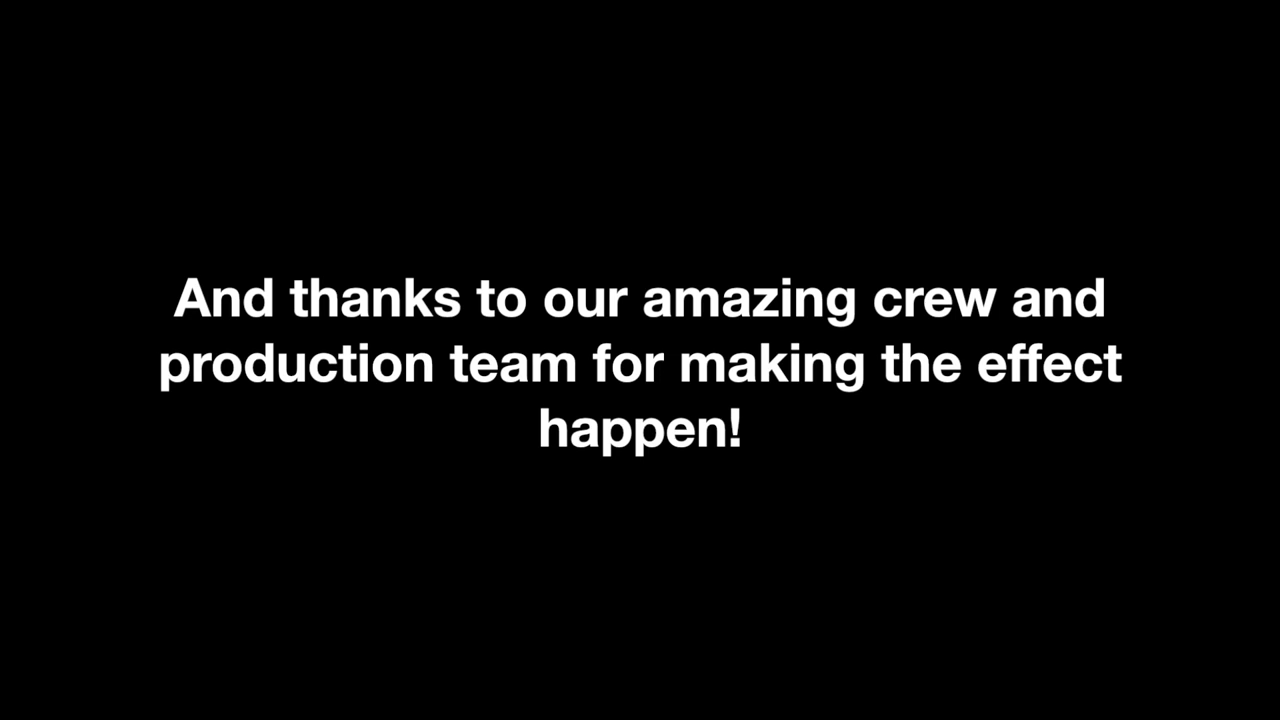 And thanks to our amazing crew and
production team for making the effect
happen!